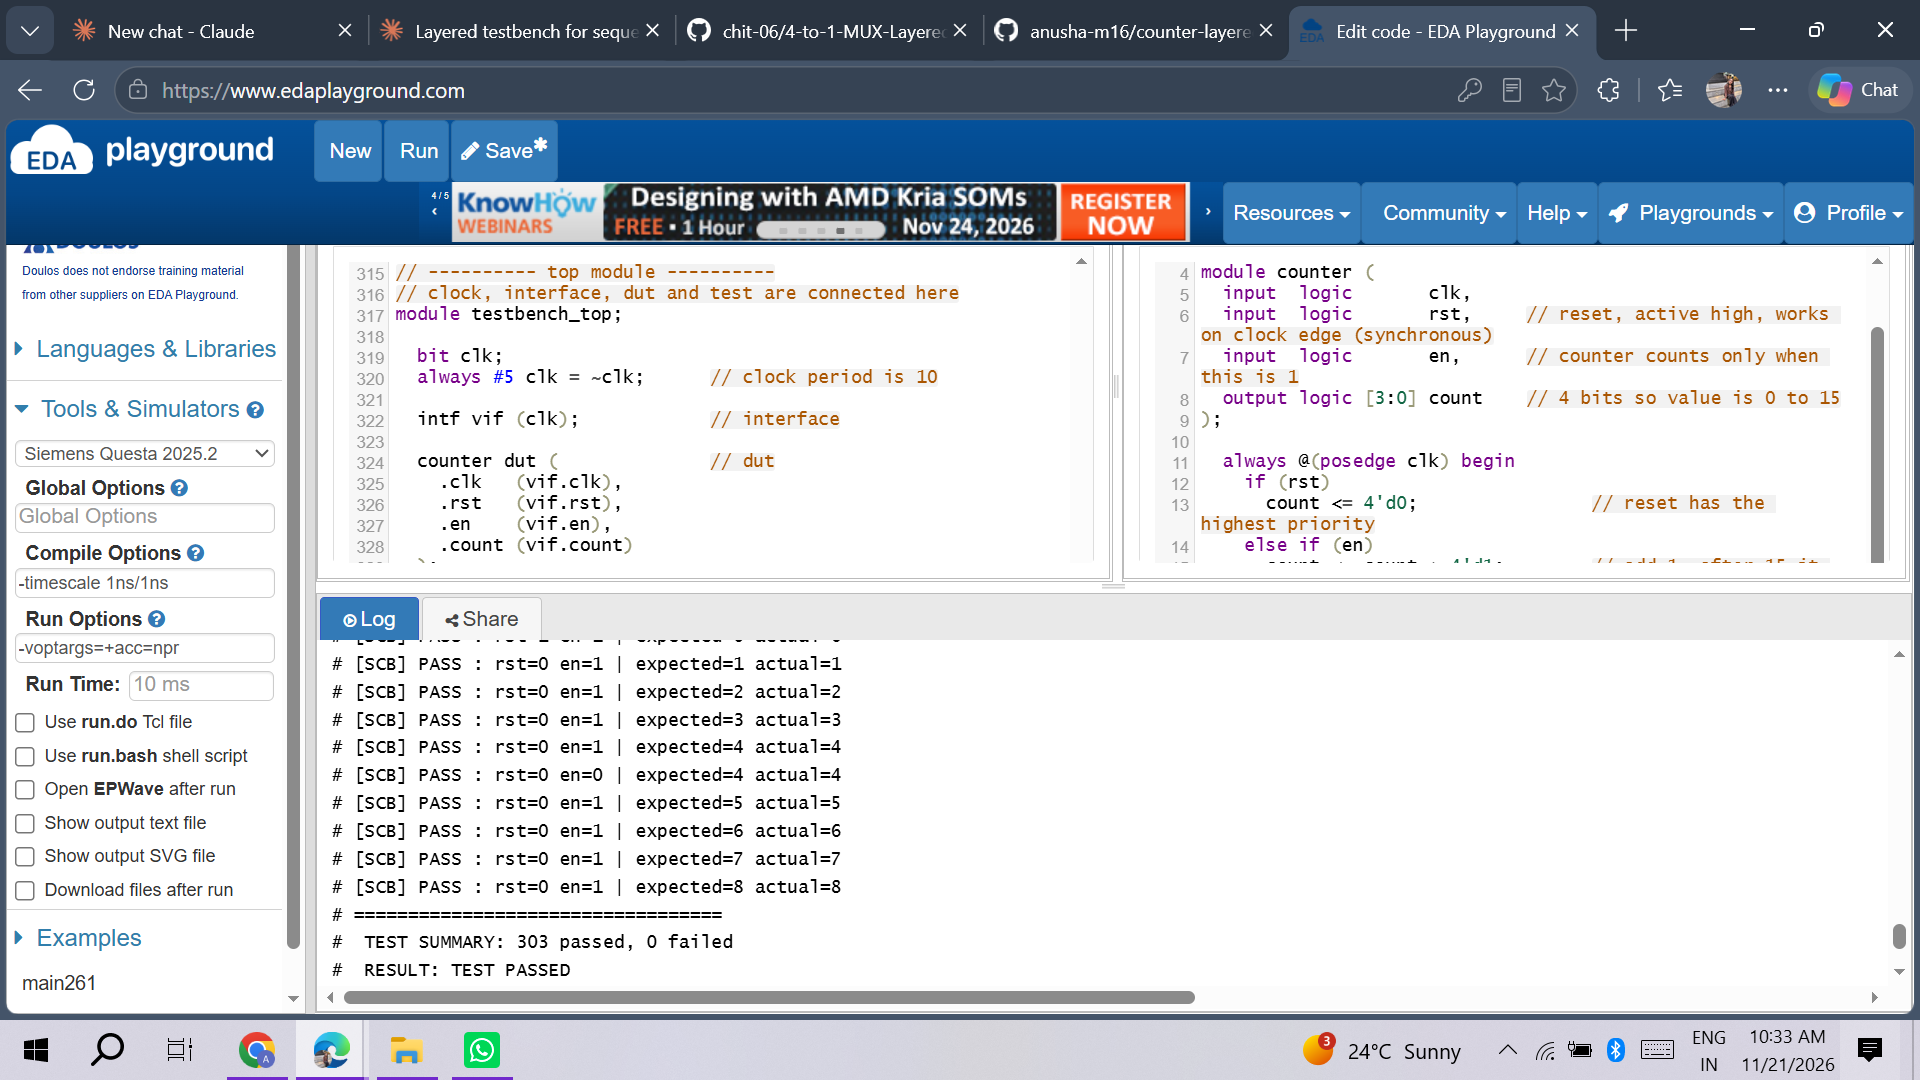 New chat - Claude
Layered testbench for seque
chit-06/4-to-1-MUX-Layere
anusha-m16/counter-layere
Edit code - EDA Playground
https://www.edaplayground.com
Chat
EDA playground
New
Run
Save*
4/5
KnowHow WEBINARS
Designing with AMD Kria SOMs
FREE • 1 Hour
Nov 24, 2026
REGISTER NOW
Resources
Community
Help
Playgrounds
Profile
Doulos does not endorse training material
from other suppliers on EDA Playground.
Languages & Libraries
Tools & Simulators
Siemens Questa 2025.2
Global Options
Global Options
Compile Options
-timescale 1ns/1ns
Run Options
-voptargs=+acc=npr
Run Time: 10 ms
Use run.do Tcl file
Use run.bash shell script
Open EPWave after run
Show output text file
Show output SVG file
Download files after run
Examples
main261
315 // ---------- top module ----------
316 // clock, interface, dut and test are connected here
317 module testbench_top;
318
319 bit clk;
320 always #5 clk = ~clk; // clock period is 10
321
322 intf vif (clk); // interface
323
324 counter dut ( // dut
325 .clk (vif.clk),
326 .rst (vif.rst),
327 .en (vif.en),
328 .count (vif.count)
4 module counter (
5 input logic clk,
6 input logic rst, // reset, active high, works
on clock edge (synchronous)
7 input logic en, // counter counts only when
this is 1
8 output logic [3:0] count // 4 bits so value is 0 to 15
9 );
10
11 always @(posedge clk) begin
12 if (rst)
13 count <= 4'd0; // reset has the
highest priority
14 else if (en)
Log
Share
# [SCB] PASS : rst=0 en=1 | expected=1 actual=1
# [SCB] PASS : rst=0 en=1 | expected=2 actual=2
# [SCB] PASS : rst=0 en=1 | expected=3 actual=3
# [SCB] PASS : rst=0 en=1 | expected=4 actual=4
# [SCB] PASS : rst=0 en=0 | expected=4 actual=4
# [SCB] PASS : rst=0 en=1 | expected=5 actual=5
# [SCB] PASS : rst=0 en=1 | expected=6 actual=6
# [SCB] PASS : rst=0 en=1 | expected=7 actual=7
# [SCB] PASS : rst=0 en=1 | expected=8 actual=8
# ==================================
# TEST SUMMARY: 303 passed, 0 failed
# RESULT: TEST PASSED
3
24°C Sunny
ENG
IN
10:33 AM
11/21/2026